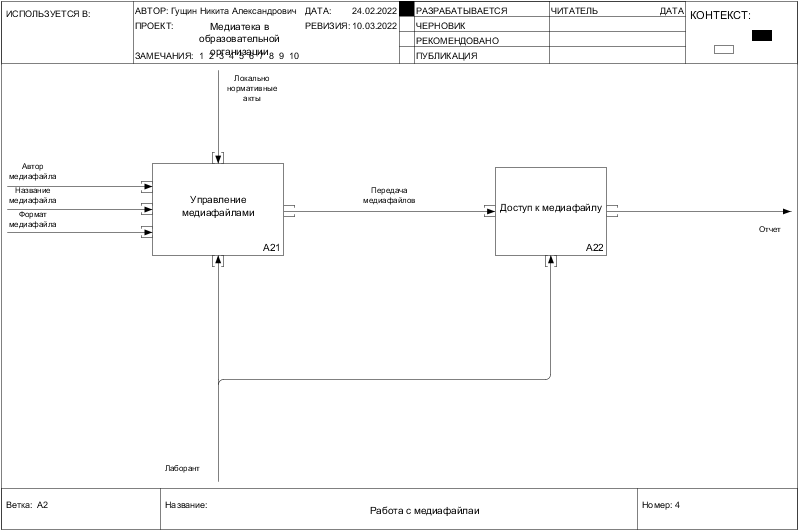 ИСПОЛЬЗУЕТСЯ В:
АВТОР: Гущин Никита Александрович
ДАТА: 24.02.2022
РАЗРАБАТЫВАЕТСЯ
ЧИТАТЕЛЬ
ДАТА
КОНТЕКСТ:
ПРОЕКТ:
Медиатека в
образовательной
организации
РЕВИЗИЯ: 10.03.2022
ЧЕРНОВИК
РЕКОМЕНДОВАНО
ЗАМЕЧАНИЯ: 1 2 3 4 5 6 7 8 9 10
ПУБЛИКАЦИЯ
Локально
нормативные
акты
Автор
медиафайла
Название
медиафайла
Формат
медиафайла
Управление
медиафайлами
A21
Передача
медиафайлов
Доступ к медиафайлу
A22
Отчет
Лаборант
Ветка: A2
Название:
Работа с медиафайлаи
Номер: 4